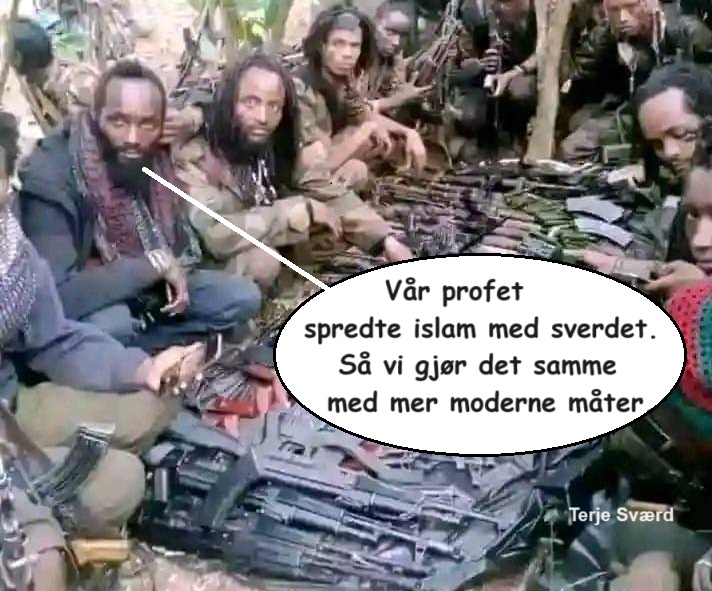 Vår profet
spredte islam med sverdet.
Så vi gjør det samme
med mer moderne måter
Terje Sværd